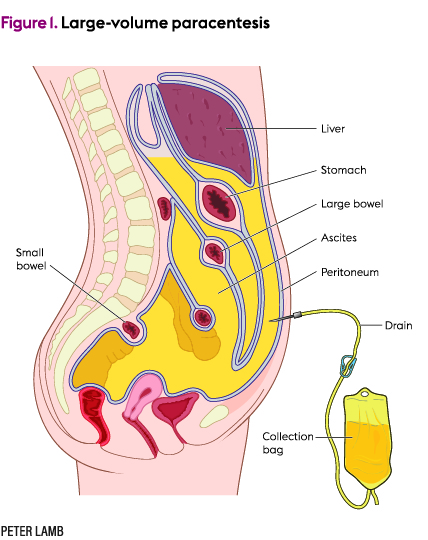 Figure 1. Large-volume paracentesis
Liver
Stomach
Large bowel
Ascites
Small
bowel
Peritoneum
Drain
Collection
bag
PETER LAMB